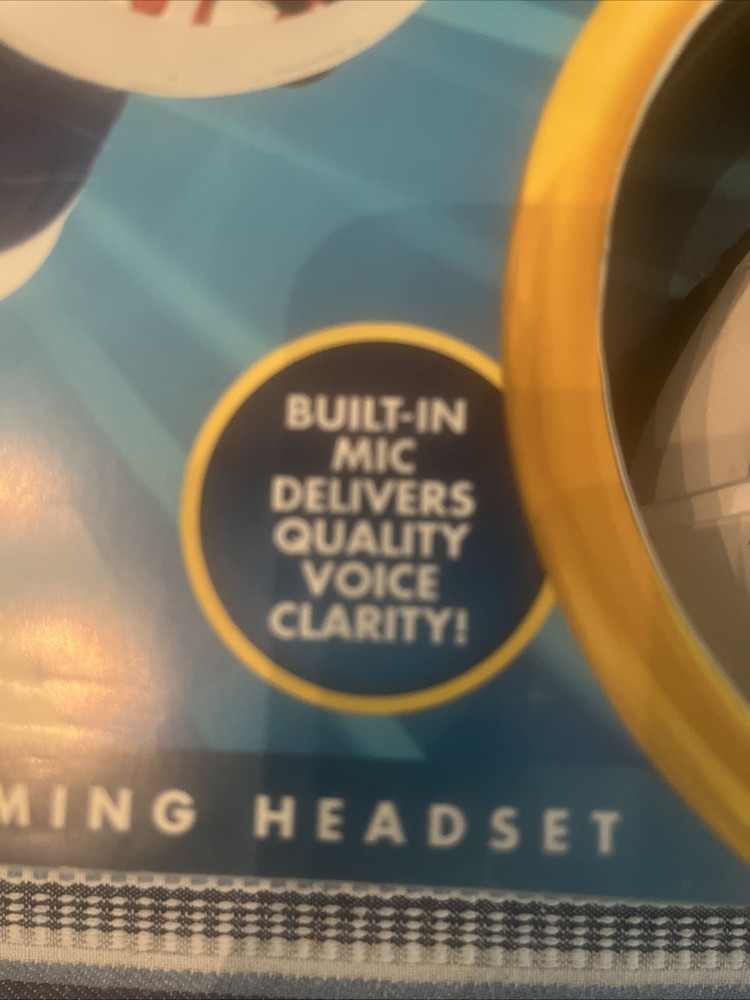 BUILT-IN
MIC
DELIVERS
QUALITY
VOICE
CLARITY!
MING HEADSET